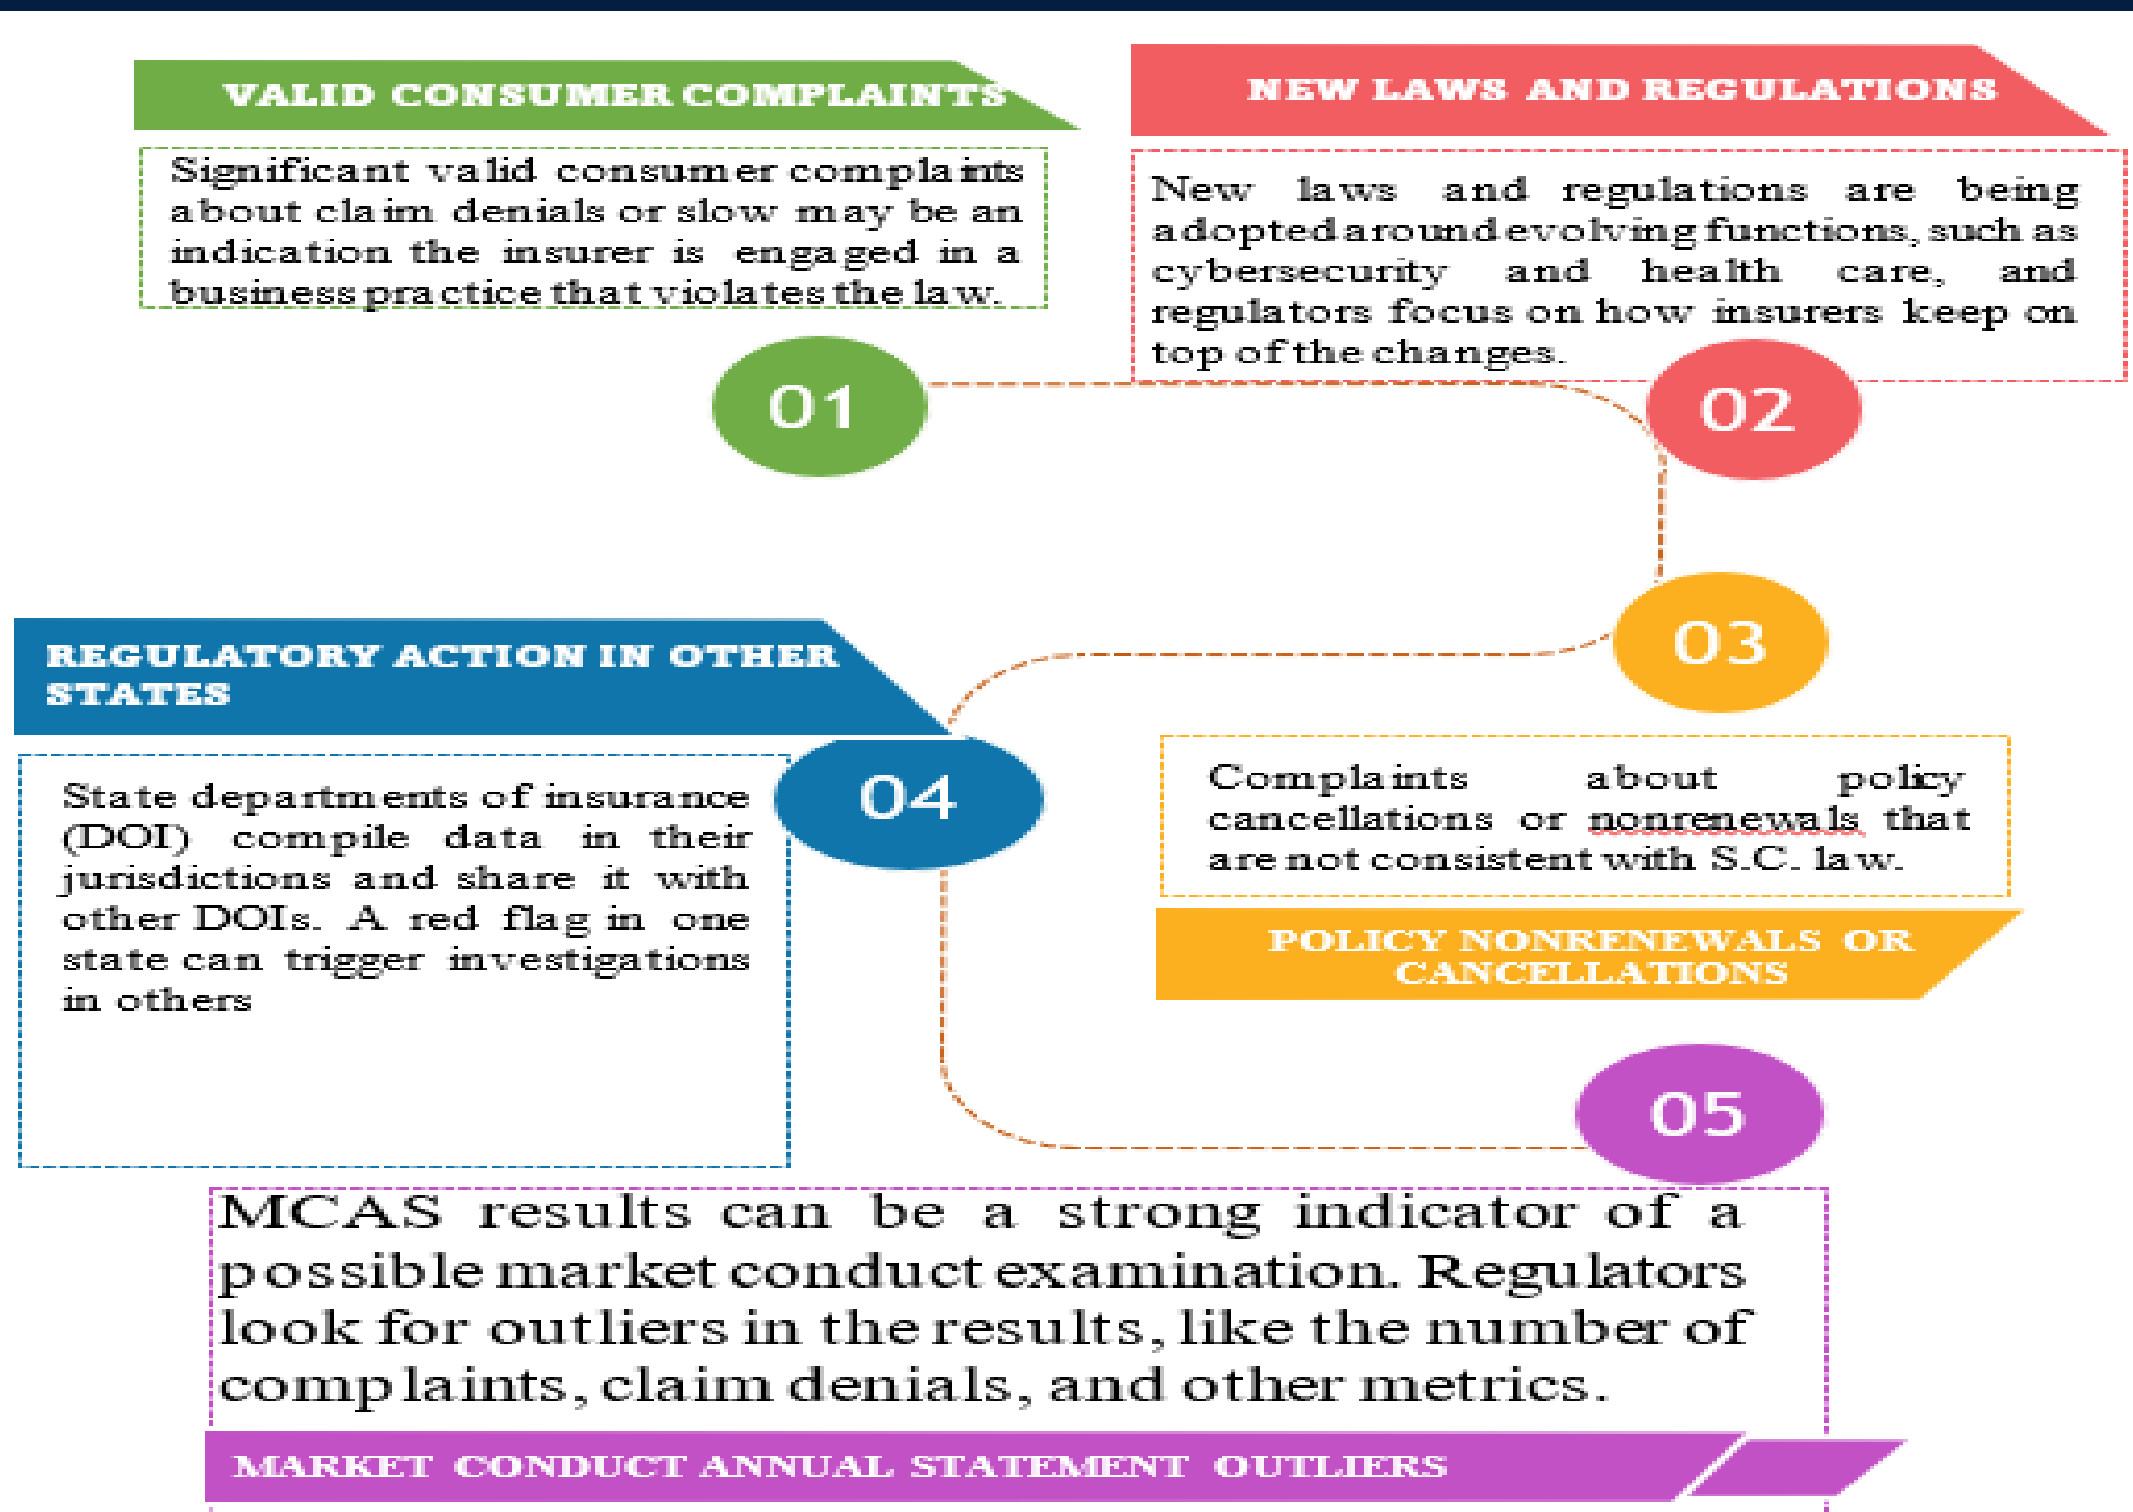 VALID CONSUMER COMPLAINTS
Significant valid consumer complaints
about claim denials or slow may be an
indication the insurer is engaged in a
business practice that violates the law.
01
NEW LAWS AND REGULATIONS
New laws and regulations are being
adopted around evolving functions, such as
cybersecurity and health care, and
regulators focus on how insurers keep on
top of the changes.
02
03
Complaints about policy
cancellations or nonrenewals that
are not consistent with S.C. law.
POLICY NONRENEWALS OR
CANCELLATIONS
REGULATORY ACTION IN OTHER
STATES
04
State departments of insurance
(DOI) compile data in their
jurisdictions and share it with
other DOIs. A red flag in one
state can trigger investigations
in others
05
MCAS results can be a strong indicator of a
possible market conduct examination. Regulators
look for outliers in the results, like the number of
complaints, claim denials, and other metrics.
MARKET CONDUCT ANNUAL STATEMENT OUTLIERS